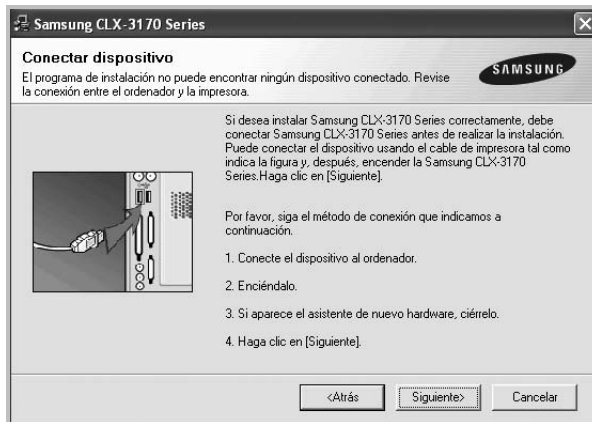 Samsung CLX-3170 Series
Conectar dispositivo
El programa de instalación no puede encontrar ningún dispositivo conectado. Revise
la conexión entre el ordenador y la impresora.
SAMSUNG
Si desea instalar Samsung CLX-3170 Series correctamente, debe
conectar Samsung CLX-3170 Series antes de realizar la instalación.
Puede conectar el dispositivo usando el cable de impresora tal como
indica la figura y, después, encender la Samsung CLX-3170
Series.Haga clic en [Siguiente].
Por favor, siga el método de conexión que indicamos a
continuación.
1. Conecte el dispositivo al ordenador.
2. Enciéndalo.
3. Si aparece el asistente de nuevo hardware, ciérrelo.
4. Haga clic en [Siguiente].
<Atrás
Siguiente>
Cancelar